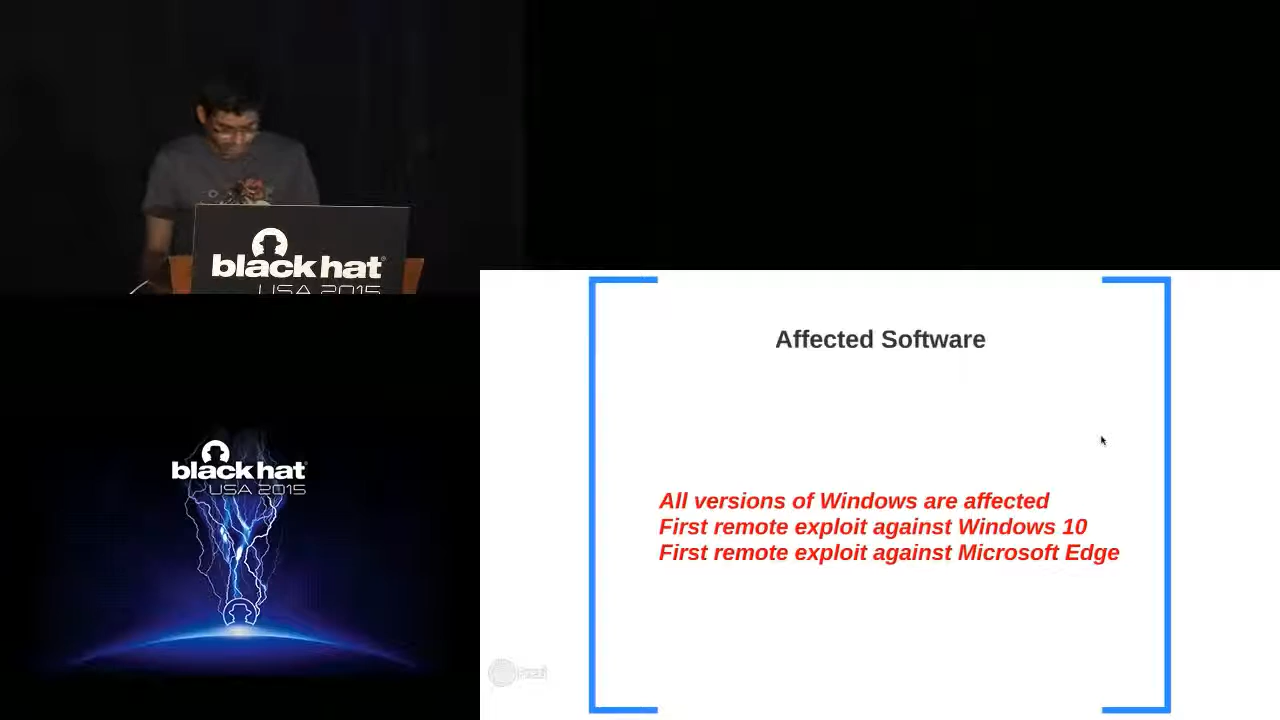 black hat
USA 2015
black hat
USA 2015
Affected Software
All versions of Windows are affected
First remote exploit against Windows 10
First remote exploit against Microsoft Edge
Prezi